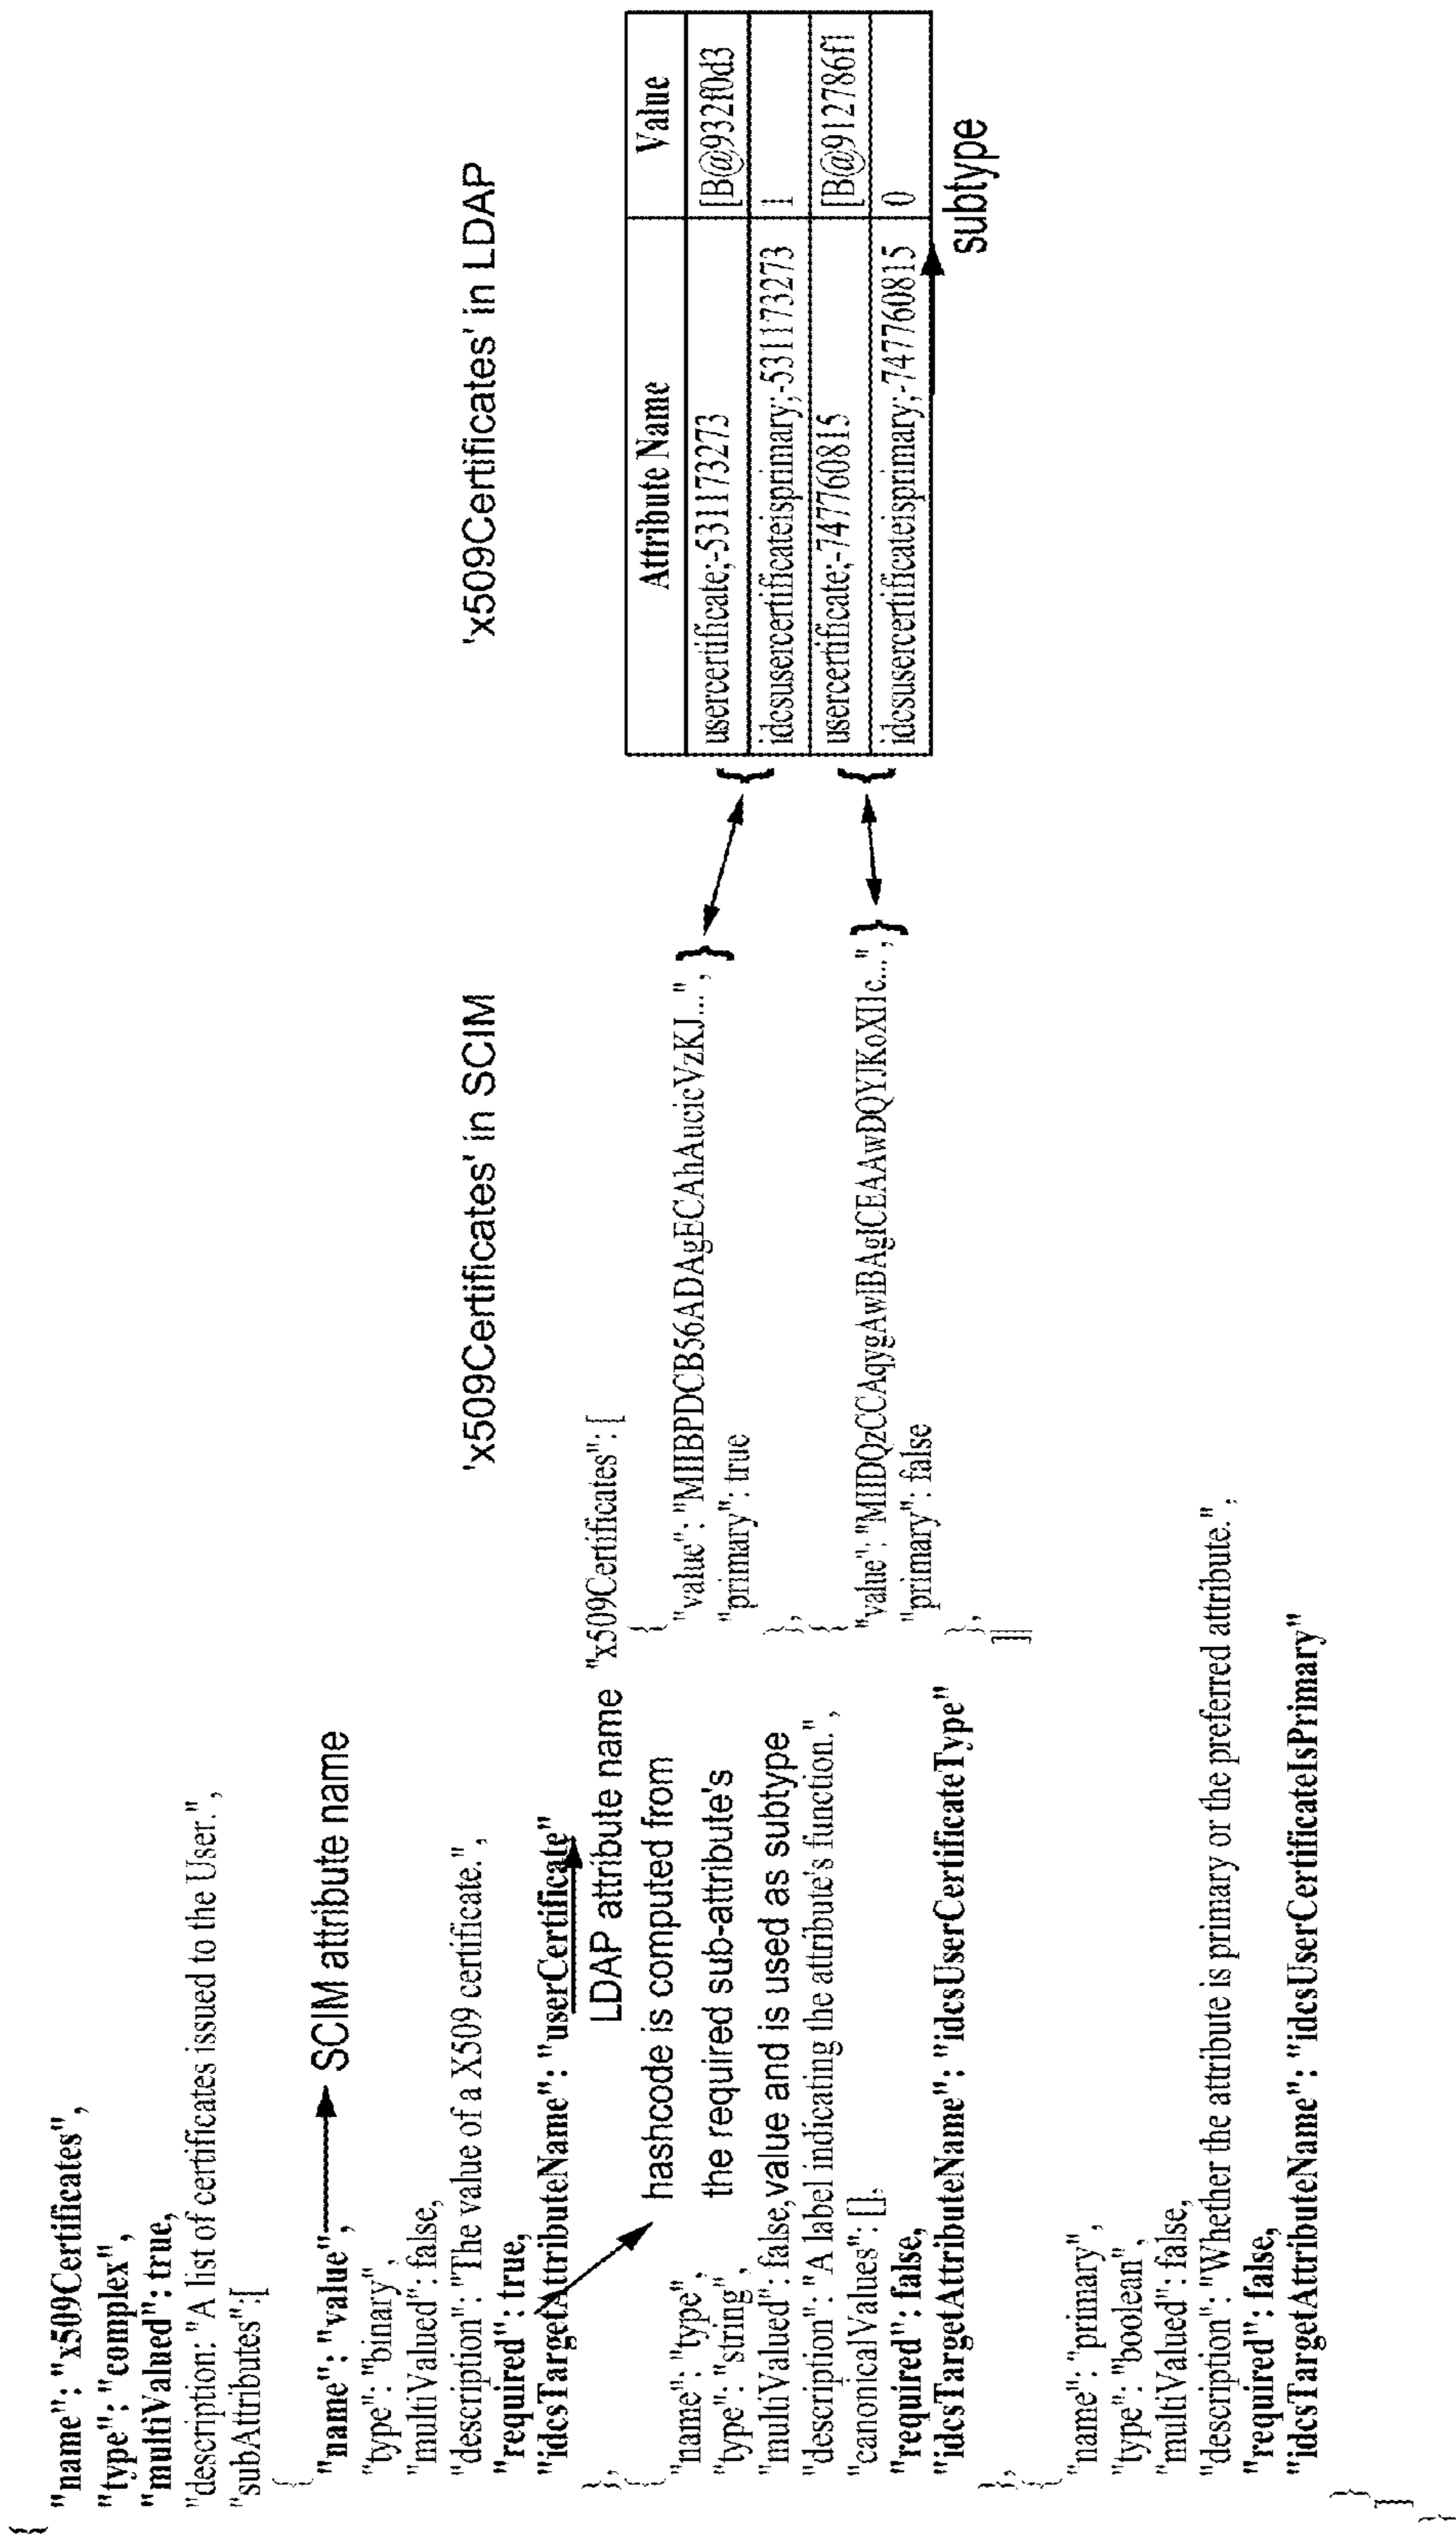 {
"name": "x509Certificates",
"type": "complex",
"multiValued": true,
"description: "A list of certificates issued to the User.",
"subAttributes":[
{
"name": "value",
SCIM attribute name
"type": "binary",
"multiValued": false,
"description": "The value of a X509 certificate.",
"required": true,
"idcsTargetAttributeName": "userCertificate"
LDAP attribute name
},
{
hashcode is computed from
the required sub-attribute's
value and is used as subtype
"name": "type",
"type": "string",
"multiValued": false,
"description": "A label indicating the attribute's function.",
"canonicalValues": [],
"required": false,
"idcsTargetAttributeName": "idcsUserCertificateType"
},
{
"name": "primary",
"type": "boolean",
"multiValued": false,
"description": "Whether the attribute is primary or the preferred attribute.",
"required": false,
"idcsTargetAttributeName": "idcsUserCertificateIsPrimary"
}
]
}
'x509Certificates' in SCIM
"x509Certificates": [
{
"value": "MIIBPDCB56ADAgECAhAucicVzKJ...",
"primary": true
},
{
"value": "MIIDQzCCAqygAwIBAgICEAAwDQYJKoXIIc...",
"primary": false
},
]]
'x509Certificates' in LDAP
Attribute Name Value
usercertificate;-531173273 [B@932f0d3
idcsusercertificateisprimary;-531173273 1
usercertificate;-747760815 [B@912786f1
idcsusercertificateisprimary;-747760815 0
subtype